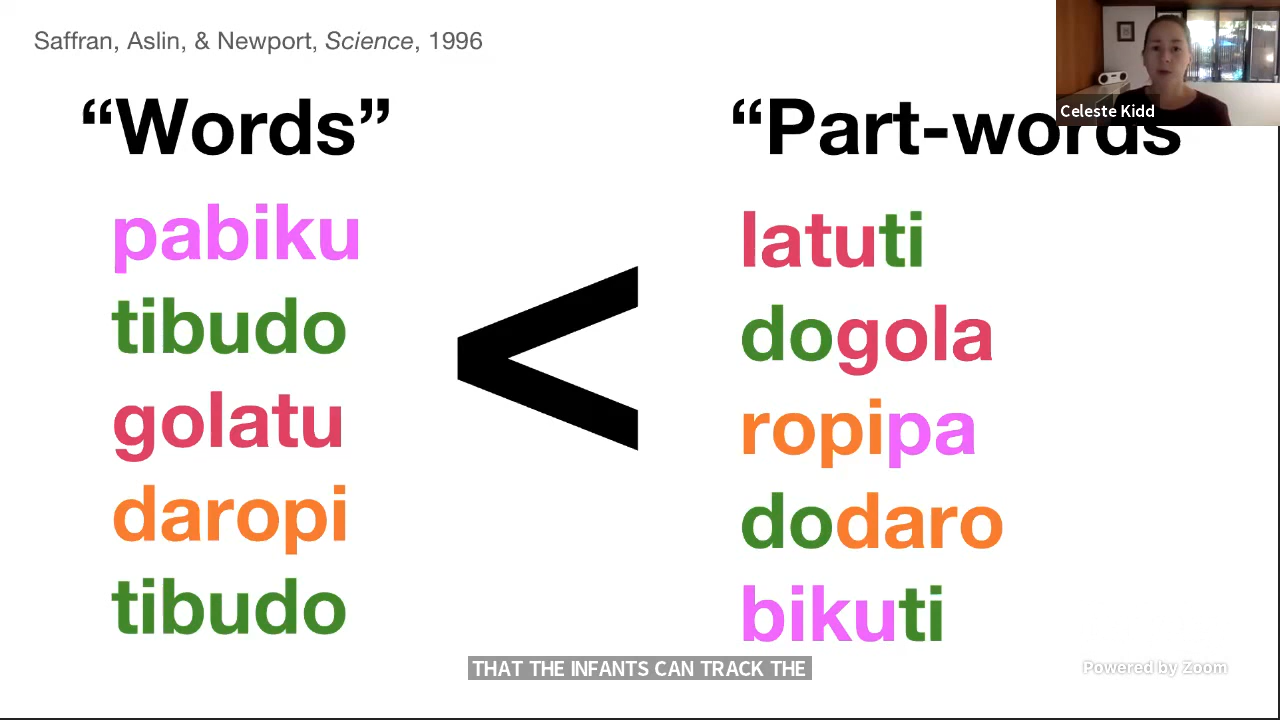 Saffran, Aslin, & Newport, Science, 1996
Celeste Kidd
“Words”
“Part-words
pabiku
tibudo
golatu
daropi
tibudo
<
latuti
dogola
ropipa
dodaro
bikuti
THAT THE INFANTS CAN TRACK THE
Powered by Zoom